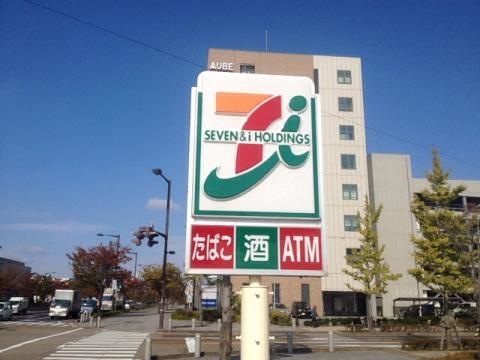 AUBE
SEVEN & i HOLDINGS
たばこ 酒 ATM